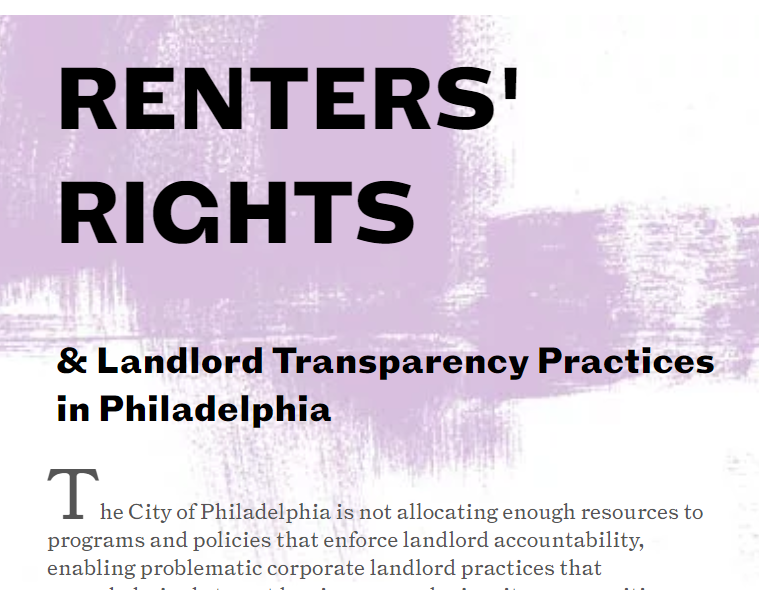 RENTERS'
RIGHTS
& Landlord Transparency Practices
in Philadelphia
The City of Philadelphia is not allocating enough resources to
programs and policies that enforce landlord accountability,
enabling problematic corporate landlord practices that